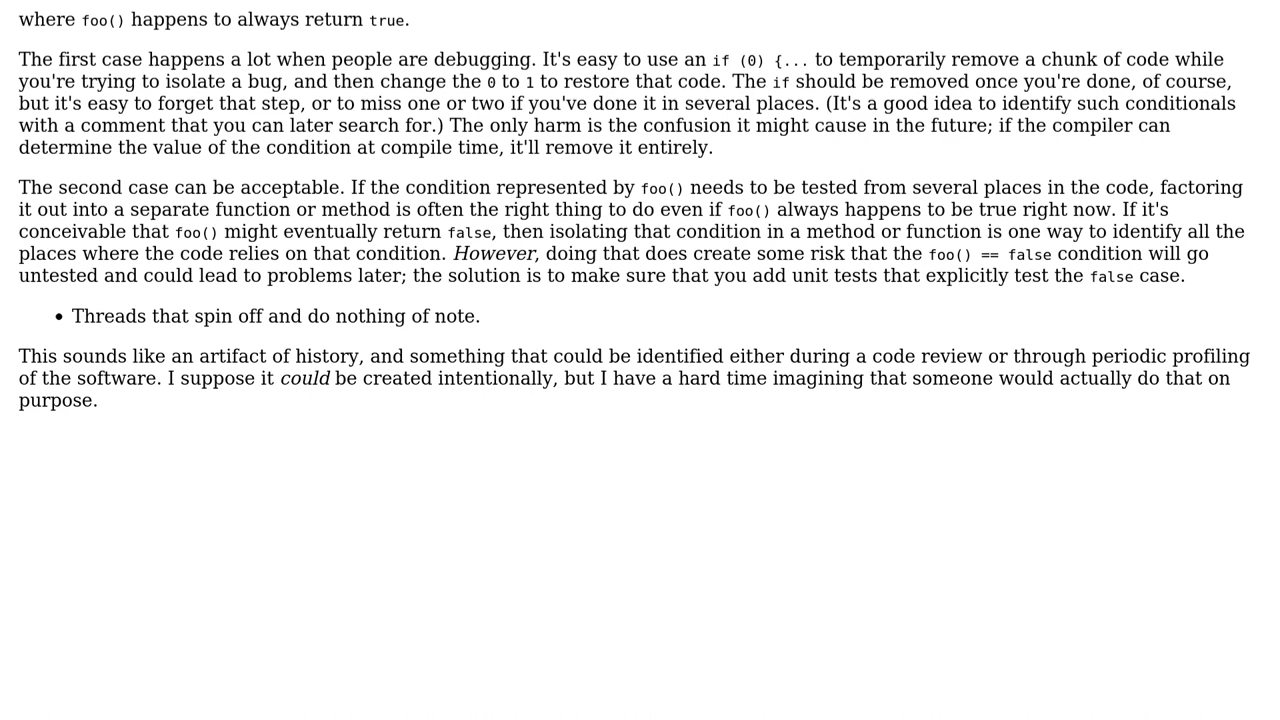 where foo() happens to always return true.
The first case happens a lot when people are debugging. It's easy to use an if (0) {... to temporarily remove a chunk of code while
you're trying to isolate a bug, and then change the 0 to 1 to restore that code. The if should be removed once you're done, of course,
but it's easy to forget that step, or to miss one or two if you've done it in several places. (It's a good idea to identify such conditionals
with a comment that you can later search for.) The only harm is the confusion it might cause in the future; if the compiler can
determine the value of the condition at compile time, it'll remove it entirely.
The second case can be acceptable. If the condition represented by foo() needs to be tested from several places in the code, factoring
it out into a separate function or method is often the right thing to do even if foo() always happens to be true right now. If it's
conceivable that foo() might eventually return false, then isolating that condition in a method or function is one way to identify all the
places where the code relies on that condition. However, doing that does create some risk that the foo() == false condition will go
untested and could lead to problems later; the solution is to make sure that you add unit tests that explicitly test the false case.
• Threads that spin off and do nothing of note.
This sounds like an artifact of history, and something that could be identified either during a code review or through periodic profiling
of the software. I suppose it could be created intentionally, but I have a hard time imagining that someone would actually do that on
purpose.